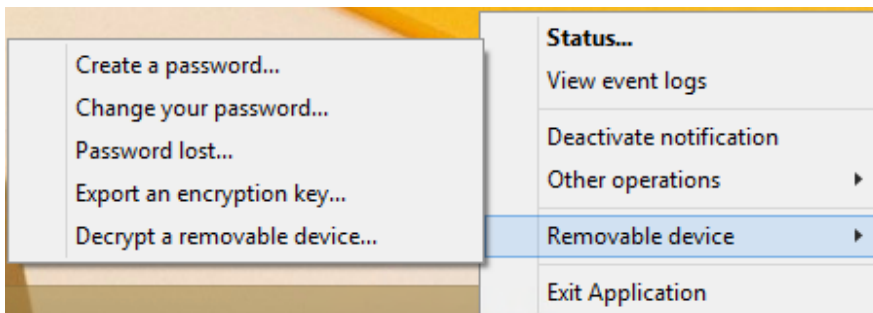 Status...
View event logs
Deactivate notification
Other operations
Removable device
Exit Application
Create a password...
Change your password...
Password lost...
Export an encryption key...
Decrypt a removable device...